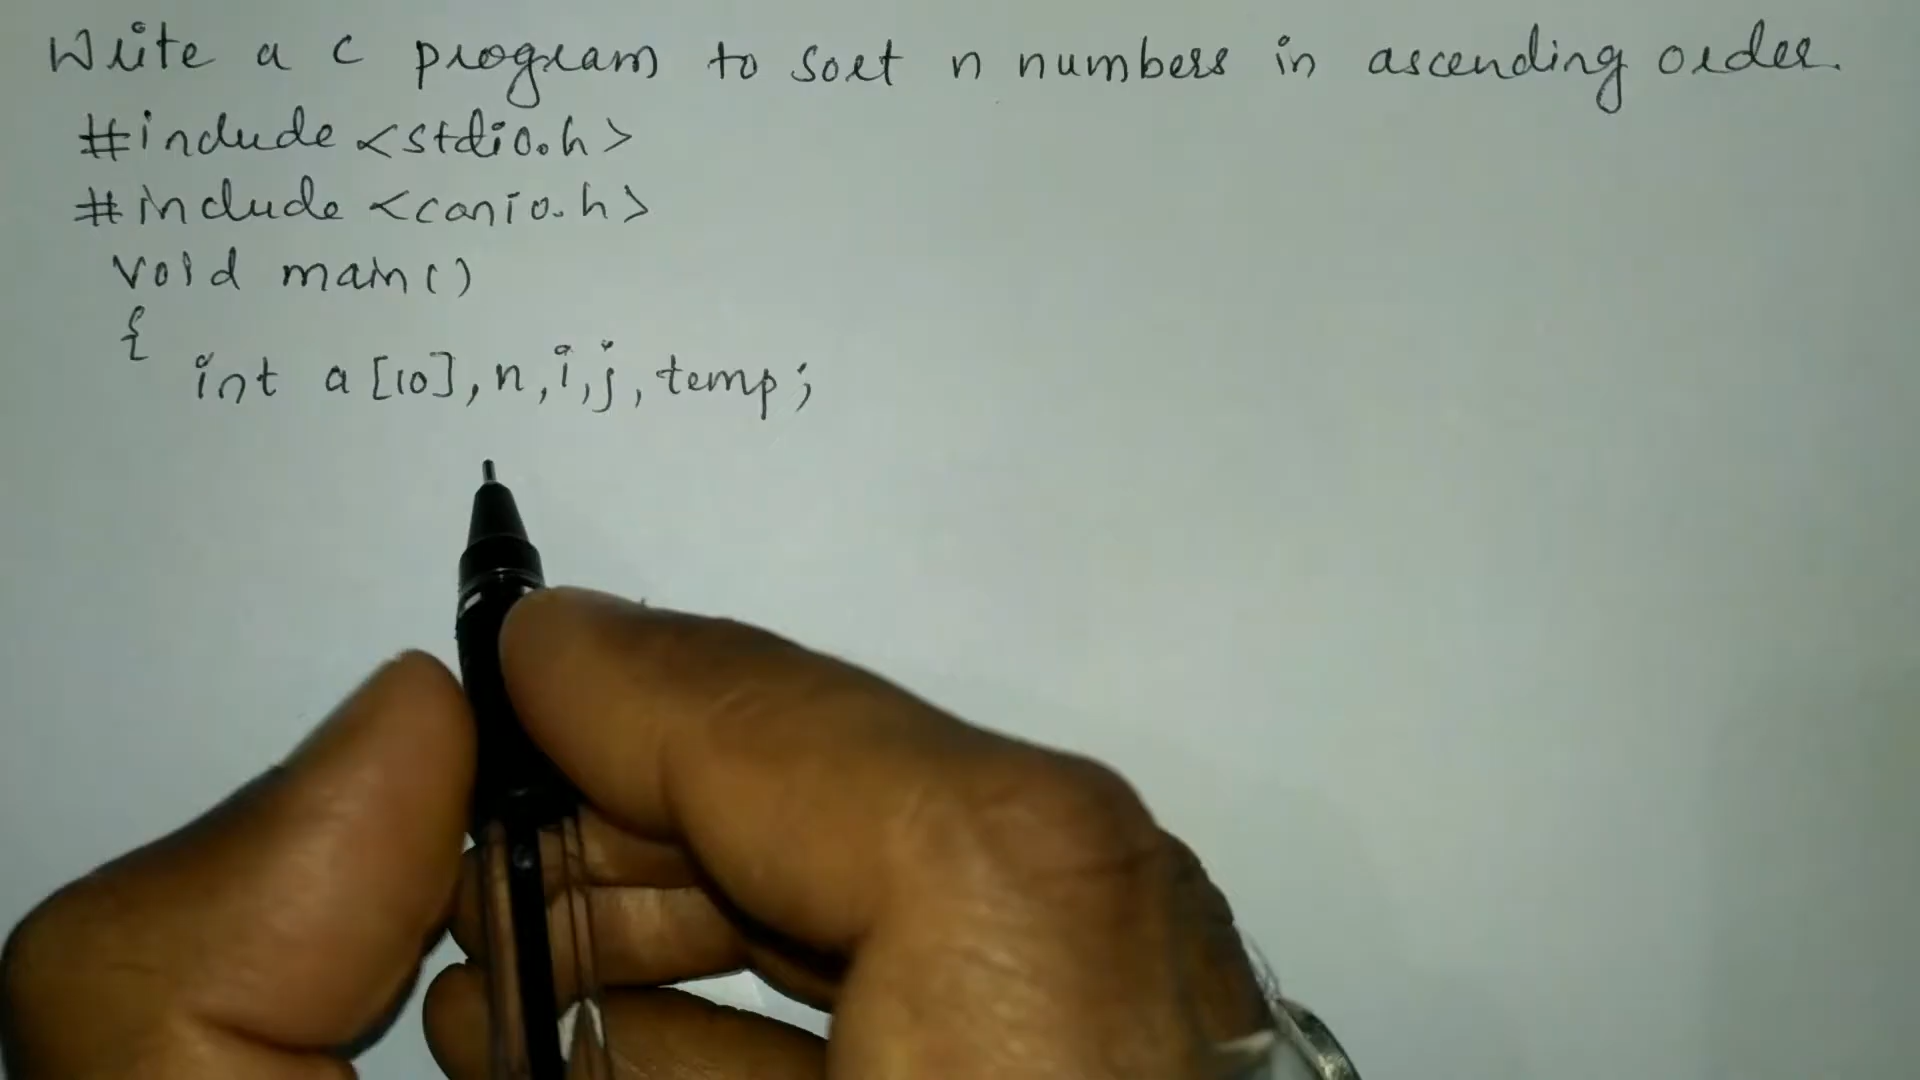 Write a c program to sort n numbers in ascending order.
#include <stdio.h>
#include <conio.h>
void main()
{
int a[10],n,i,j,temp;